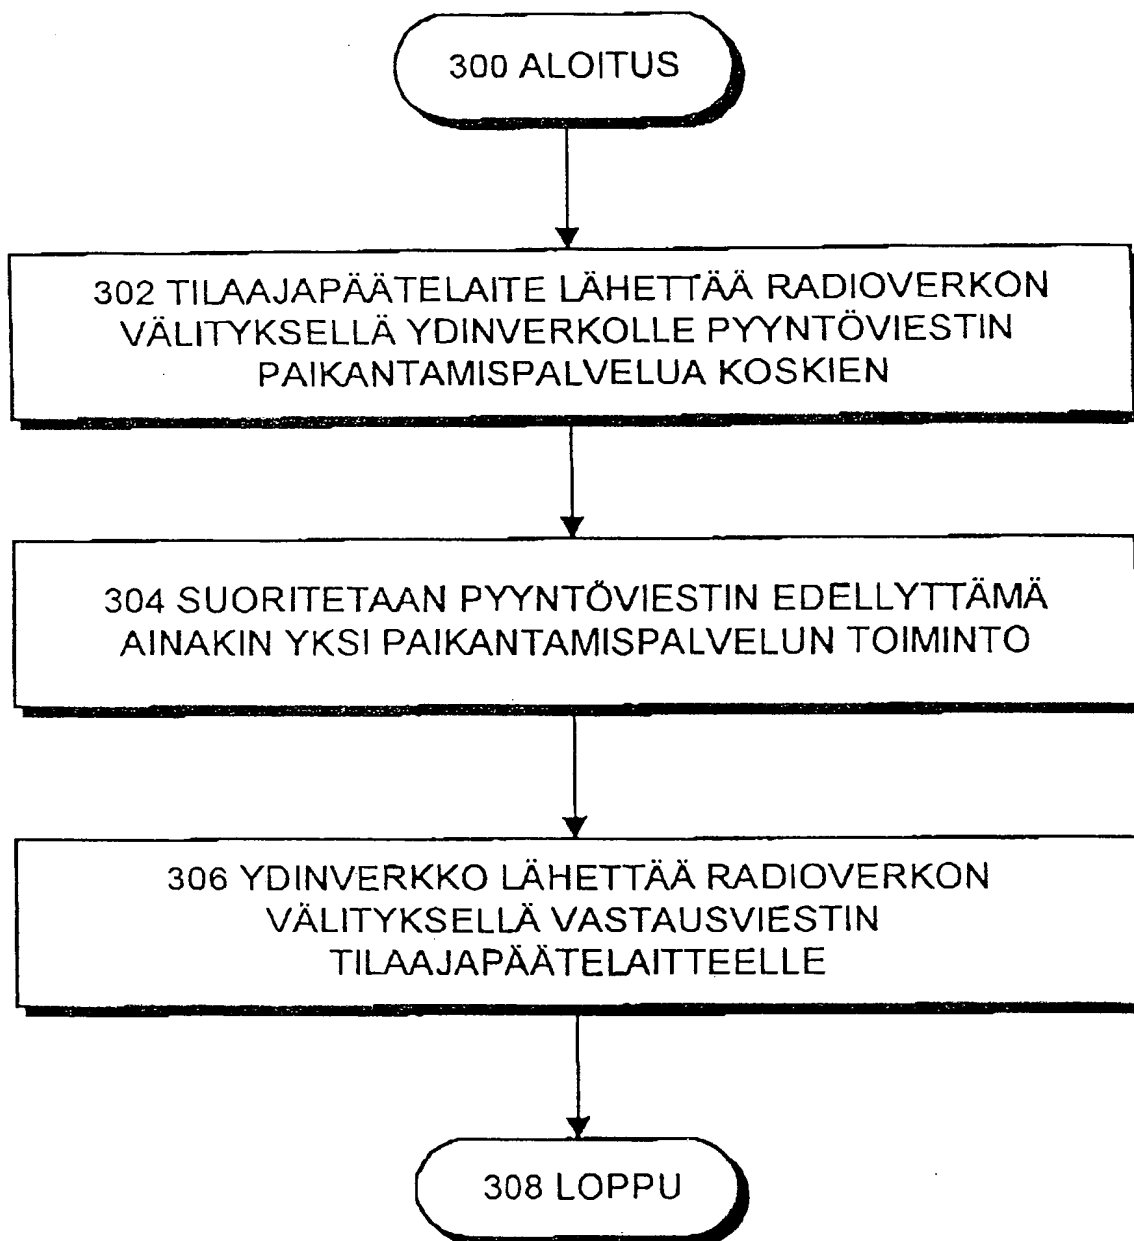 300 ALOITUS
302 TILAAJAPÄÄTELAITE LÄHETTÄÄ RADIOVERKON
VÄLITYKSELLÄ YDINVERKOLLE PYYNTÖVIESTIN
PAIKANTAMISPALVELUA KOSKIEN
304 SUORITETAAN PYYNTÖVIESTIN EDELLYTTÄMÄ
AINAKIN YKSI PAIKANTAMISPALVELUN TOIMINTO
306 YDINVERKKO LÄHETTÄÄ RADIOVERKON
VÄLITYKSELLÄ VASTAUSVIESTIN
TILAAJAPÄÄTELAITTEELLE
308 LOPPU